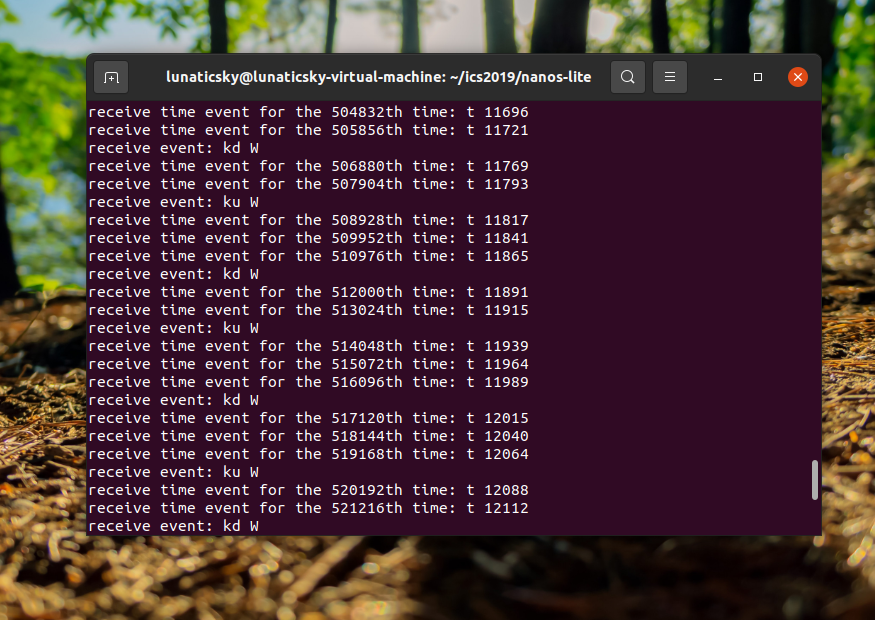 lunaticsky@lunaticsky-virtual-machine: ~/ics2019/nanos-lite
receive time event for the 504832th time: t 11696
receive time event for the 505856th time: t 11721
receive event: kd W
receive time event for the 506880th time: t 11769
receive time event for the 507904th time: t 11793
receive event: ku W
receive time event for the 508928th time: t 11817
receive time event for the 509952th time: t 11841
receive time event for the 510976th time: t 11865
receive event: kd W
receive time event for the 512000th time: t 11891
receive time event for the 513024th time: t 11915
receive event: ku W
receive time event for the 514048th time: t 11939
receive time event for the 515072th time: t 11964
receive time event for the 516096th time: t 11989
receive event: kd W
receive time event for the 517120th time: t 12015
receive time event for the 518144th time: t 12040
receive time event for the 519168th time: t 12064
receive event: ku W
receive time event for the 520192th time: t 12088
receive time event for the 521216th time: t 12112
receive event: kd W